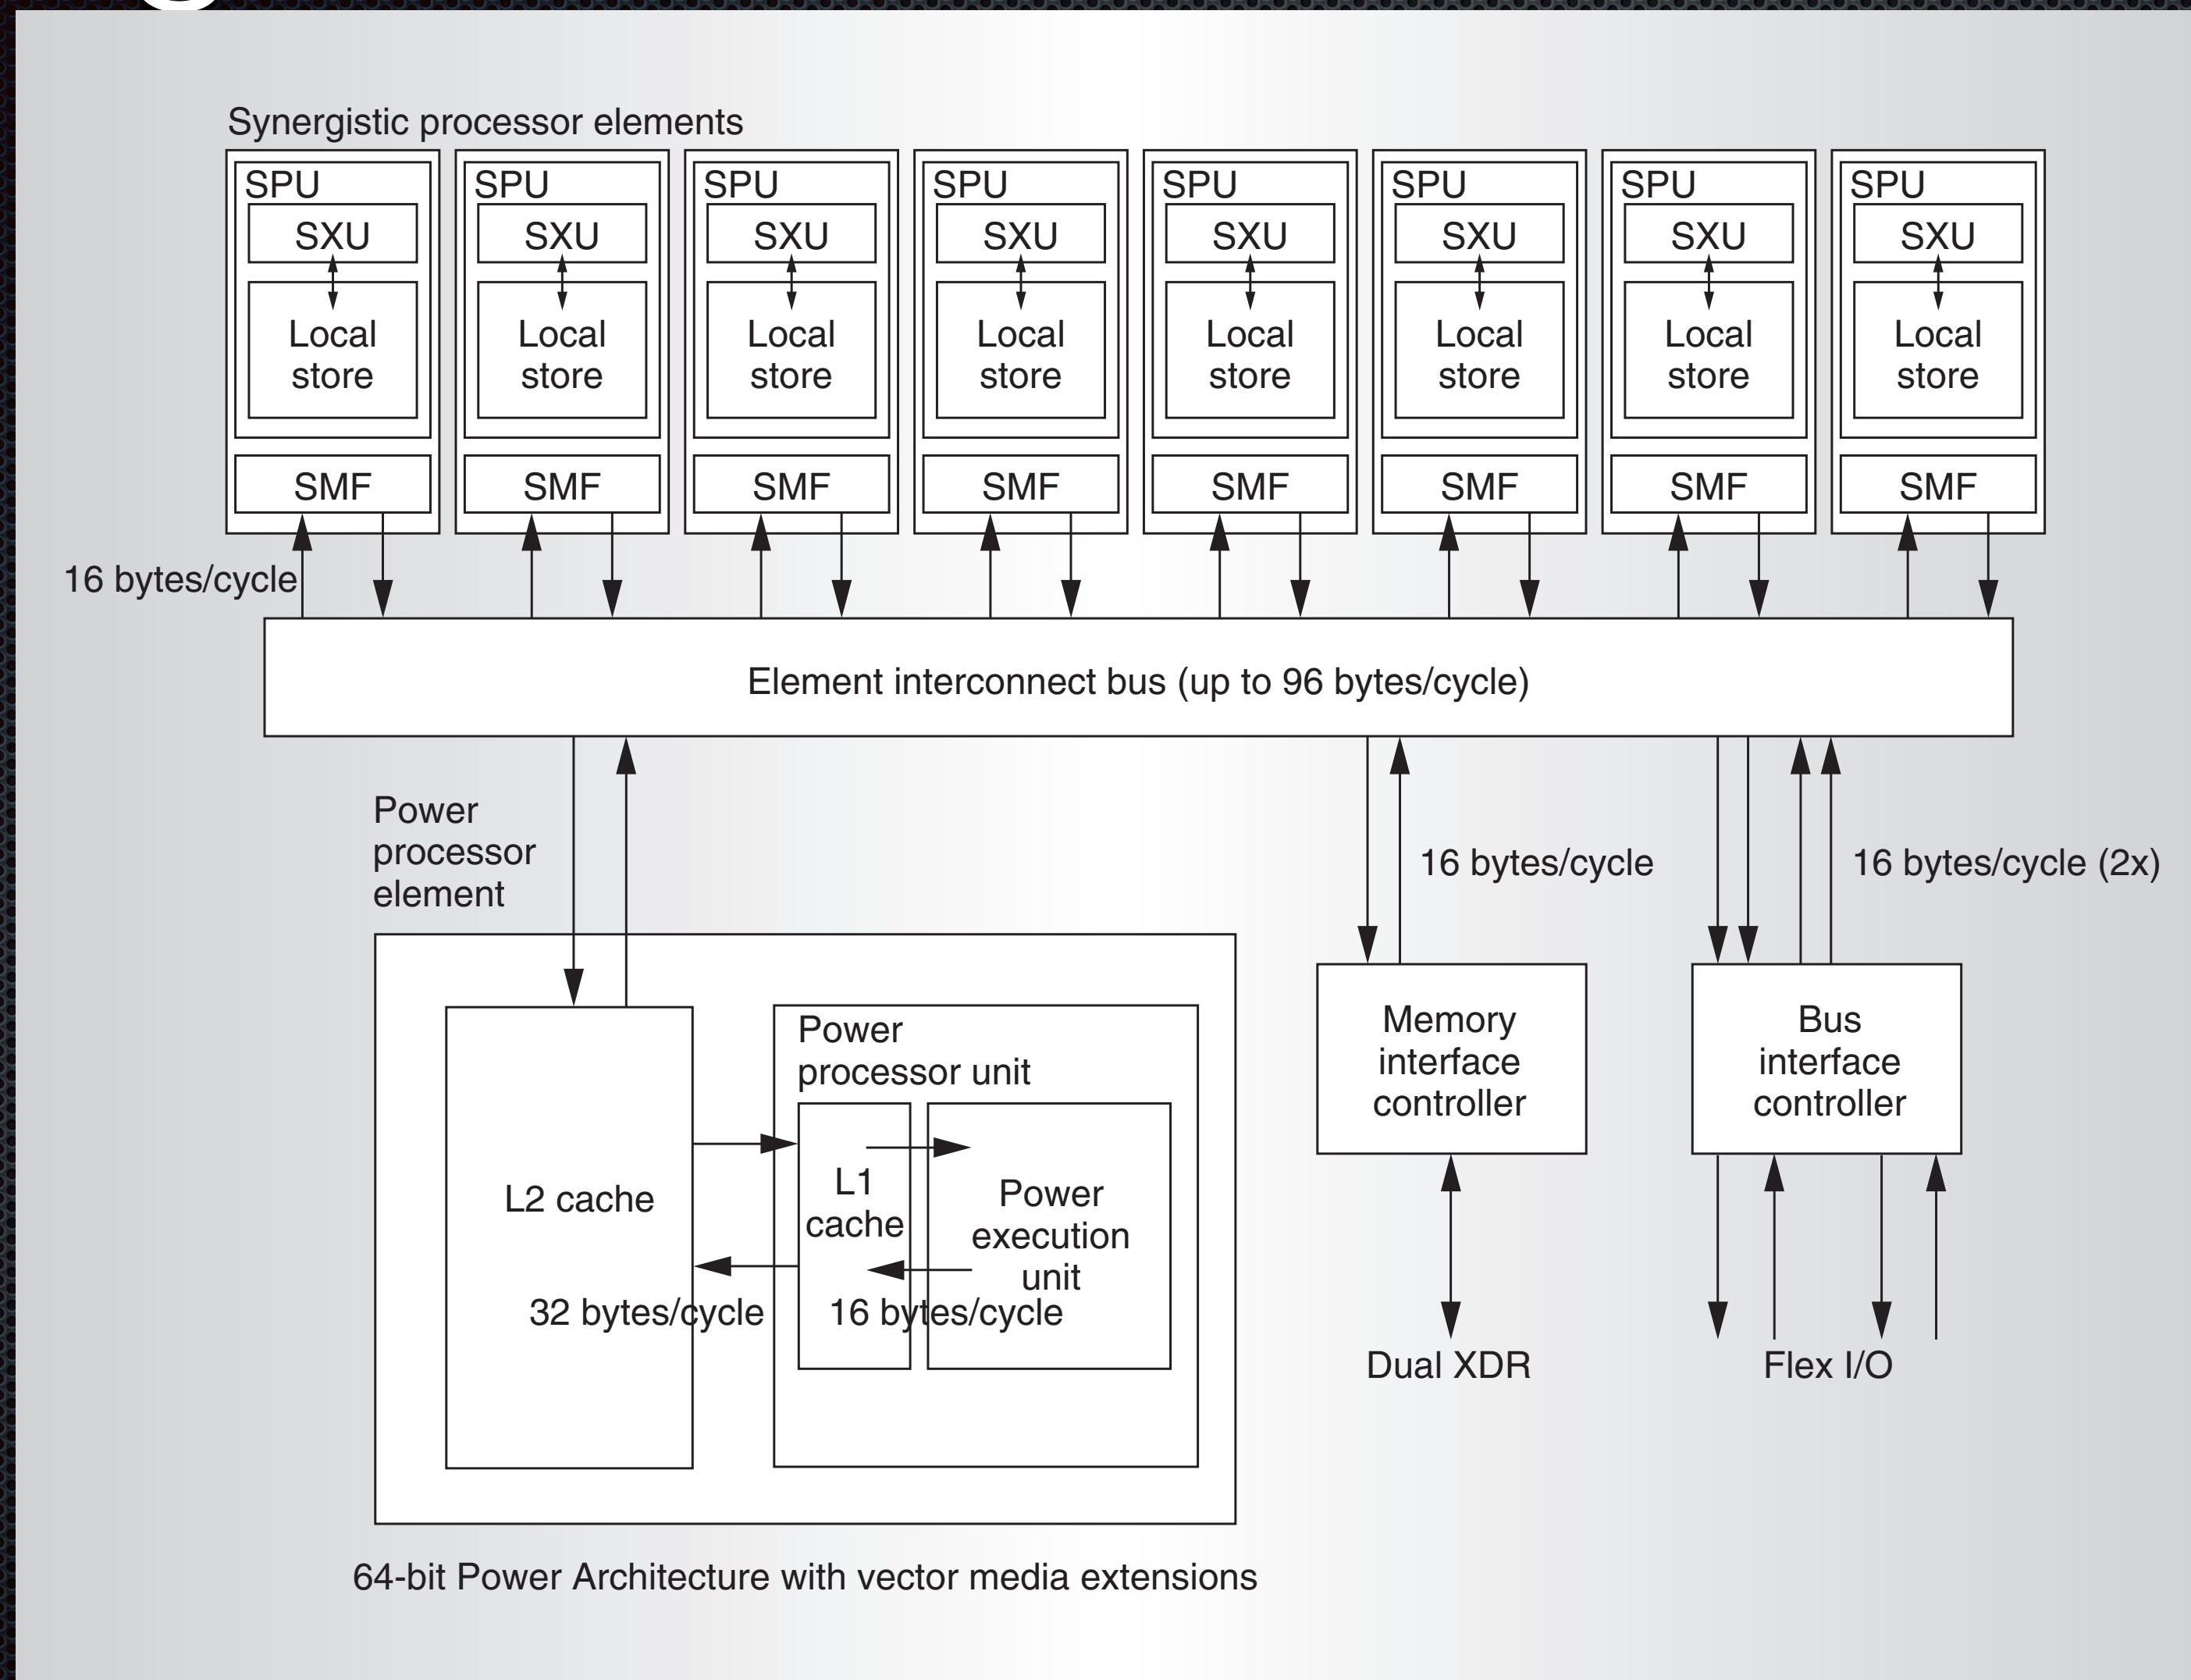 Synergistic processor elements
SPU SPU SPU SPU SPU SPU SPU SPU
SXU SXU SXU SXU SXU SXU SXU SXU
Local Local Local Local Local Local Local Local
store store store store store store store store
SMF SMF SMF SMF SMF SMF SMF SMF
16 bytes/cycle
Element interconnect bus (up to 96 bytes/cycle)
Power
processor
element
16 bytes/cycle
16 bytes/cycle (2x)
Power
processor unit
L2 cache
L1
cache
Power
execution
unit
32 bytes/cycle
16 bytes/cycle
Memory
interface
controller
Bus
interface
controller
Dual XDR
Flex I/O
64-bit Power Architecture with vector media extensions